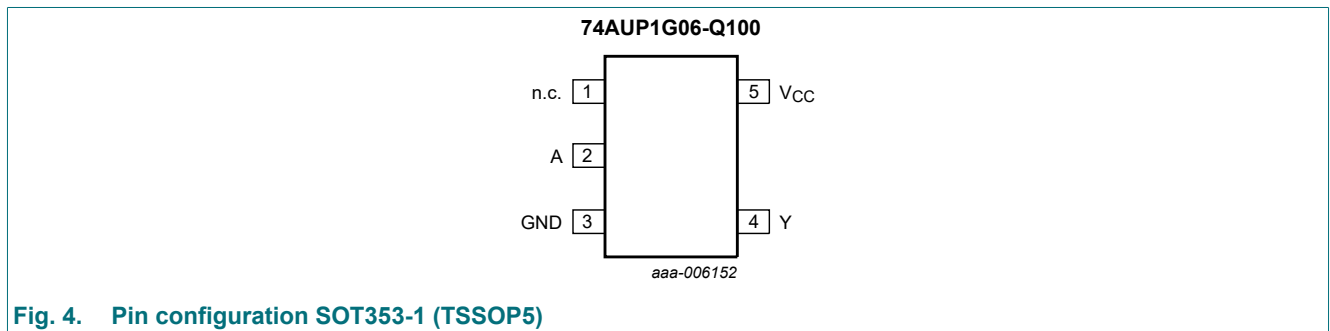 74AUP1G06-Q100
n.c. 1
5 VCC
A 2
GND 3
4 Y
aaa-006152
Fig. 4. Pin configuration SOT353-1 (TSSOP5)